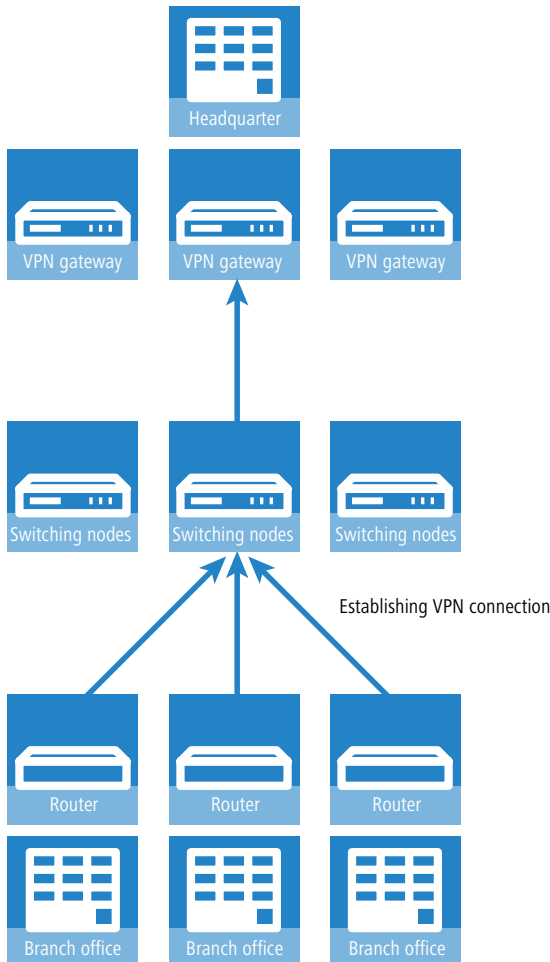 Headquarter
VPN gateway
VPN gateway
VPN gateway
Switching nodes
Switching nodes
Switching nodes
Establishing VPN connection
Router
Router
Router
Branch office
Branch office
Branch office